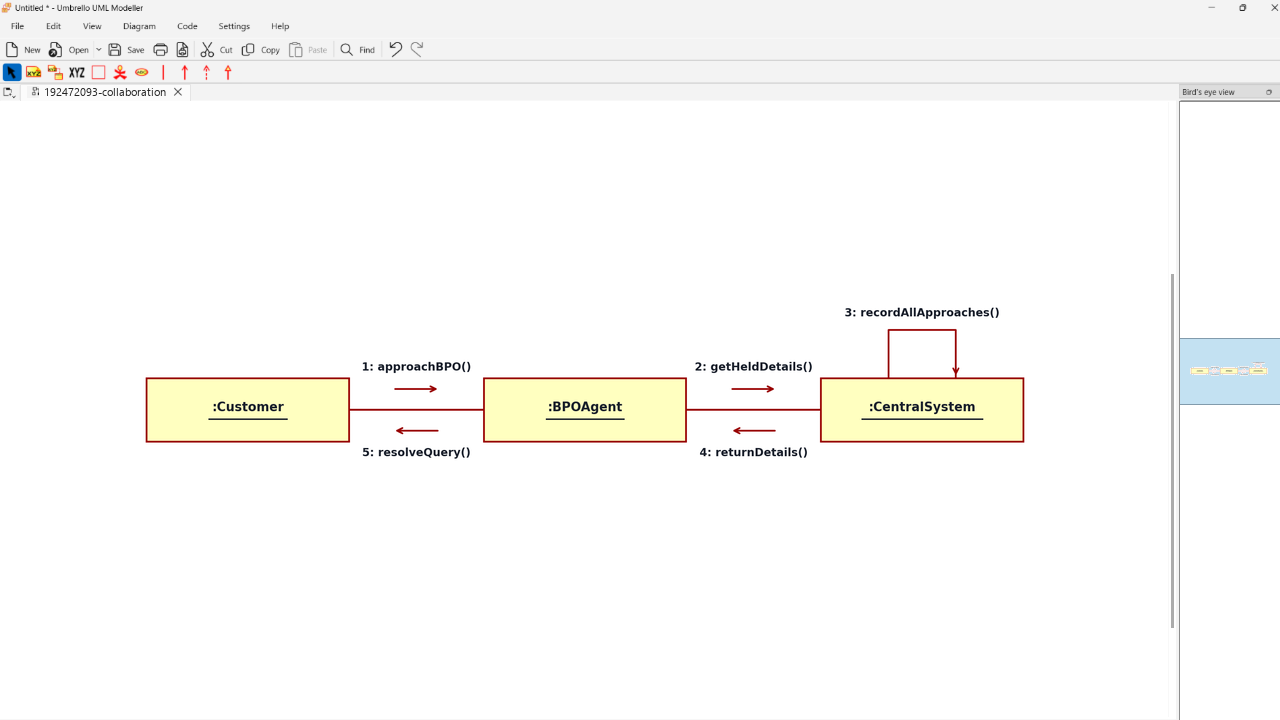 Untitled * - Umbrello UML Modeller
File Edit View Diagram Code Settings Help
New Open Save Cut Copy Paste Find
XYZ XYZ
192472093-collaboration
Bird's eye view
3: recordAllApproaches()
1: approachBPO()
2: getHeldDetails()
:Customer
:BPOAgent
:CentralSystem
5: resolveQuery()
4: returnDetails()